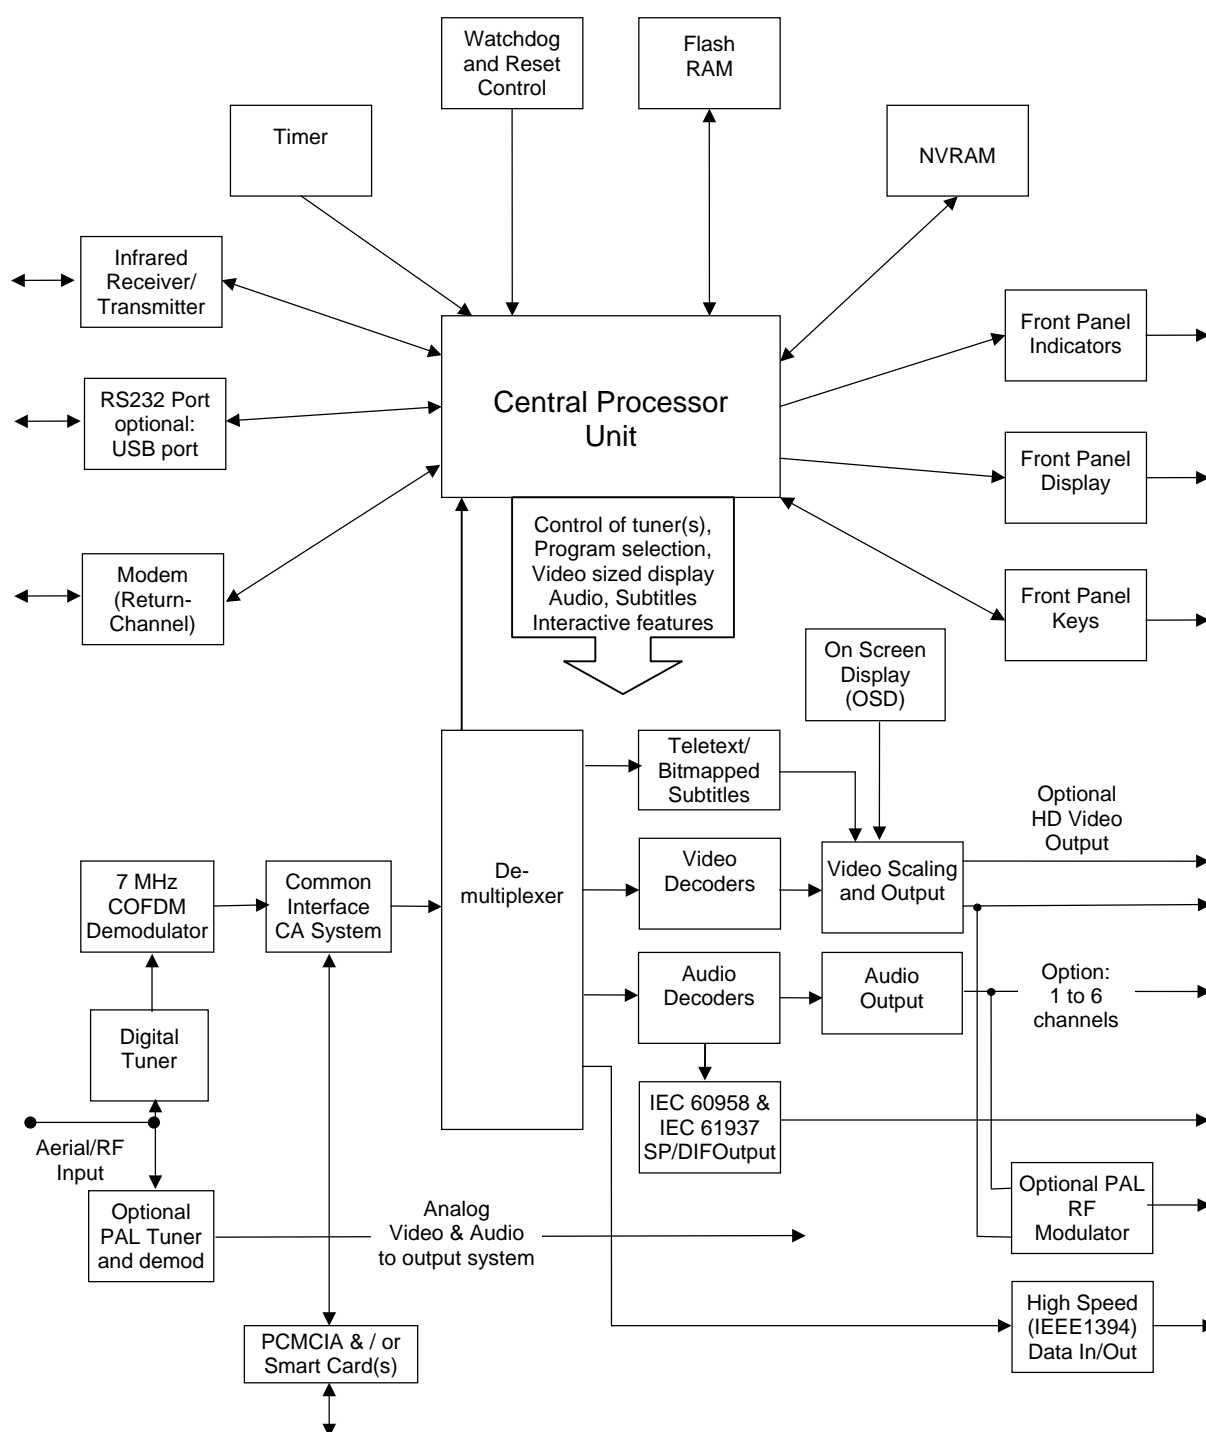 Watchdog
and Reset
Control
Flash
RAM
Timer
NVRAM
Infrared
Receiver/
Transmitter
Front Panel
Indicators
RS232 Port
optional:
USB port
Central Processor
Unit
Front Panel
Display
Control of tuner(s),
Program selection,
Video sized display
Audio, Subtitles
Interactive features
Modem
(Return-
Channel)
Front Panel
Keys
On Screen
Display
(OSD)
Teletext/
Bitmapped
Subtitles
Optional
HD Video
Output
De-
multiplexer
Video
Decoders
Video Scaling
and Output
7 MHz
COFDM
Demodulator
Common
Interface
CA System
Audio
Decoders
Audio
Output
Option:
1 to 6
channels
Digital
Tuner
IEC 60958 &
IEC 61937
SP/DIFOutput
Aerial/RF
Input
Optional
PAL Tuner
and demod
Analog
Video & Audio
to output system
Optional PAL
RF
Modulator
High Speed
(IEEE1394)
Data In/Out
PCMCIA & / or
Smart Card(s)